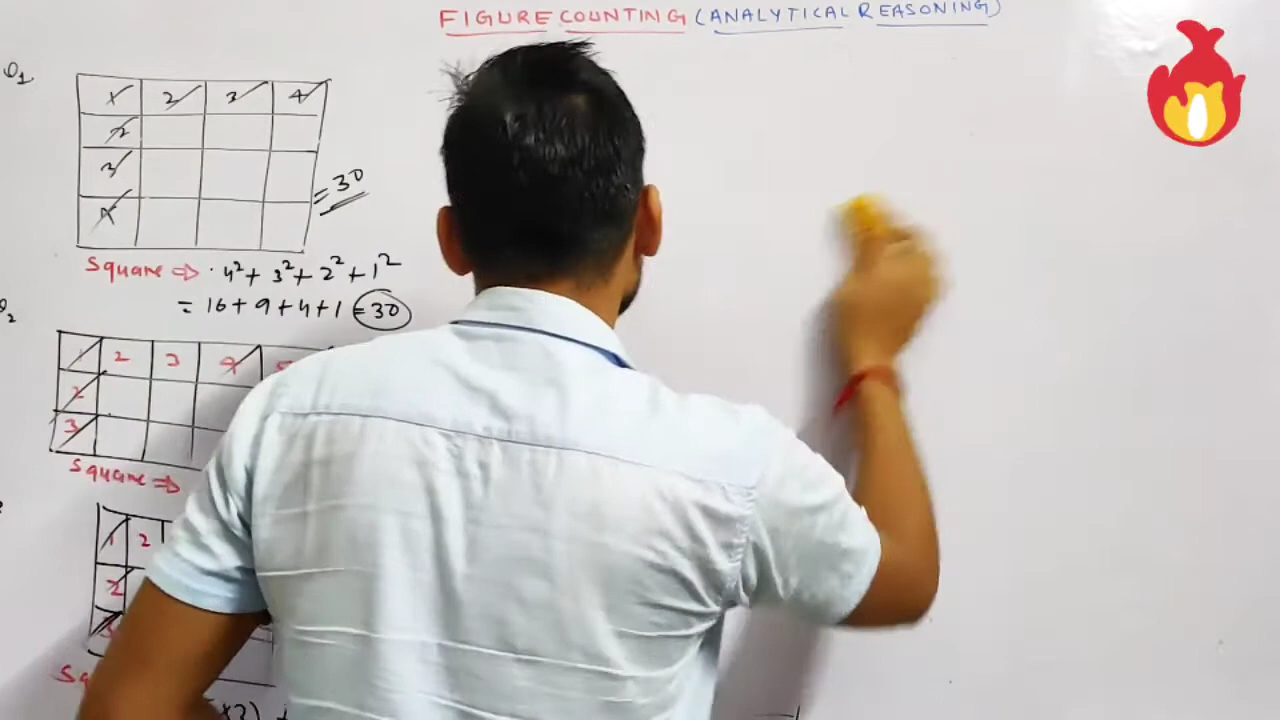 FIGURE COUNTING (ANALYTICAL REASONING)
Q1
1 2 3 4
2
3
4
= 30
Square ⇒ 4² + 3² + 2² + 1²
= 16 + 9 + 4 + 1 = 30
1 2 3 4
2
3
Square ⇒
1 2
2